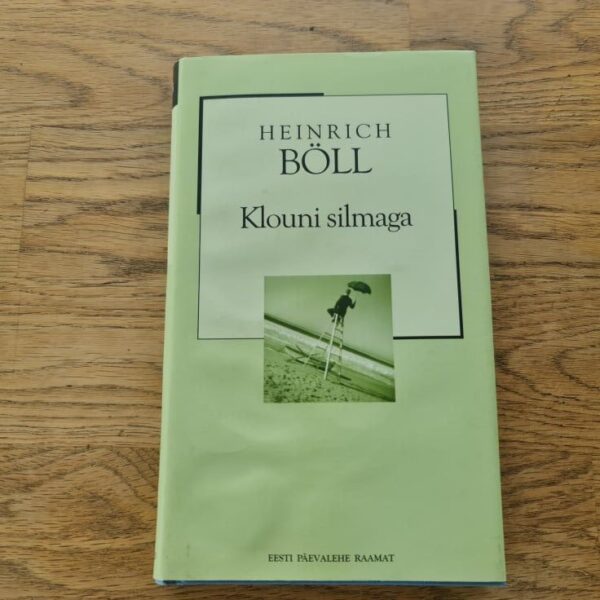 HEINRICH
BÖLL
Klouni silmaga
EESTI PÄEVALEHE RAAMAT